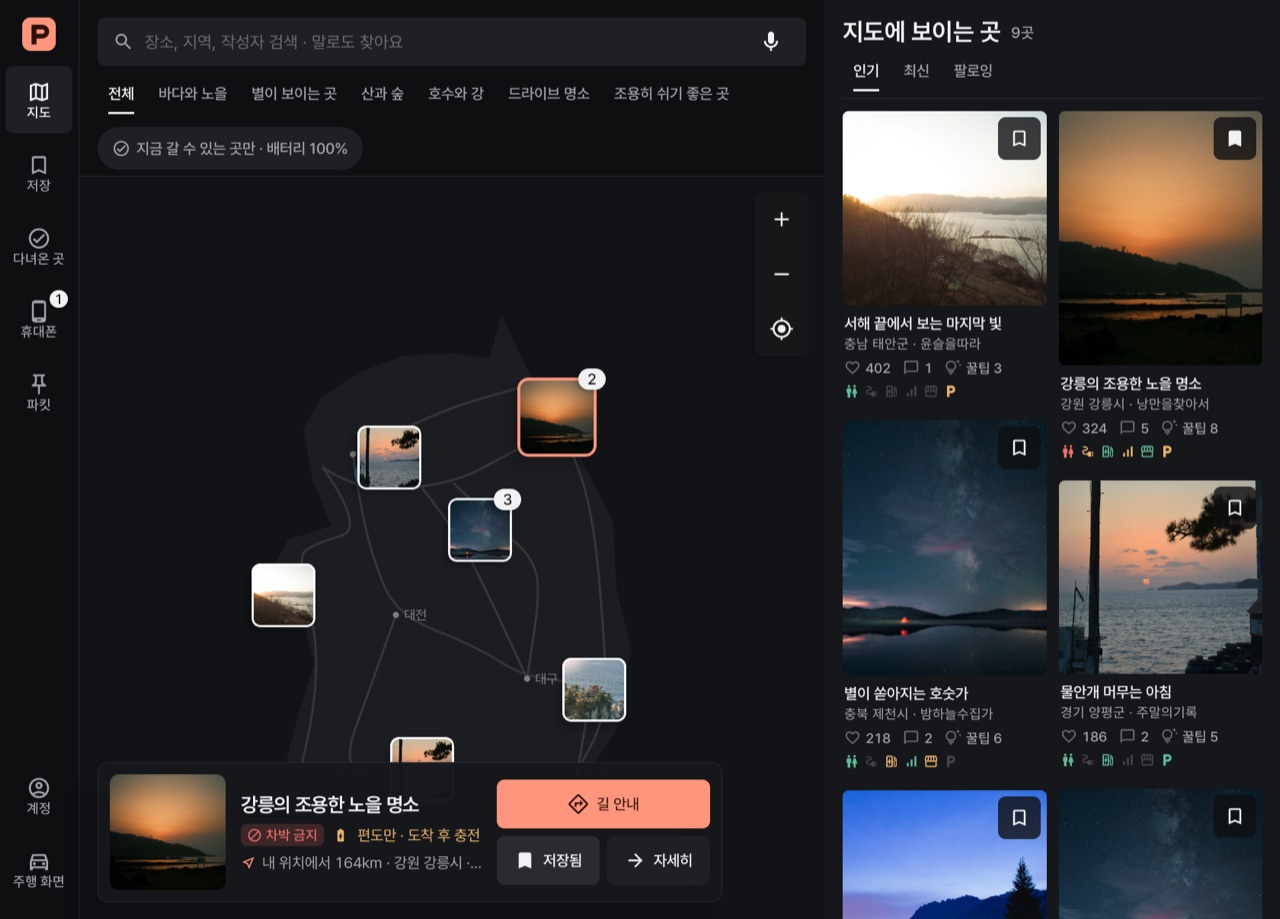 P
지도
저장
다녀온 곳
1
휴대폰
파킷
계정
주행 화면
장소, 지역, 작성자 검색 · 말로도 찾아요
전체 바다와 노을 별이 보이는 곳 산과 숲 호수와 강 드라이브 명소 조용히 쉬기 좋은 곳
지금 갈 수 있는 곳만 · 배터리 100%
+
−
2
3
대전
대구
강릉의 조용한 노을 명소
차박 금지 편도만 · 도착 후 충전
내 위치에서 164km · 강원 강릉시 ·...
길 안내
저장됨 자세히
지도에 보이는 곳 9곳
인기 최신 팔로잉
서해 끝에서 보는 마지막 빛
충남 태안군 · 윤슬을따라
402 1 꿀팁 3
P
강릉의 조용한 노을 명소
강원 강릉시 · 낭만을찾아서
324 5 꿀팁 8
P
별이 쏟아지는 호숫가
충북 제천시 · 밤하늘수집가
218 2 꿀팁 6
P
물안개 머무는 아침
경기 양평군 · 주말의기록
186 2 꿀팁 5
P